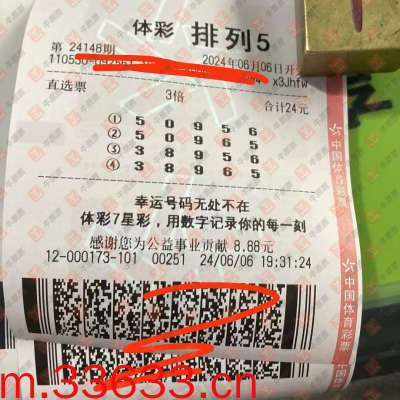 体彩 排列5
第 24148期 2024年06月06日开
x3Jhfw
直选票 3倍 合计24元
① 5 0 9 5 6
② 5 0 9 6 5
③ 3 8 9 5 6
④ 3 8 9 6 5
幸运号码无处不在
体彩7星彩，用数字记录你的每一刻
感谢您为公益事业贡献 8.88元
12-000173-101 00251 24/06/06 19:31:24
中国体育彩票
中国体育彩票
m.33633.cn